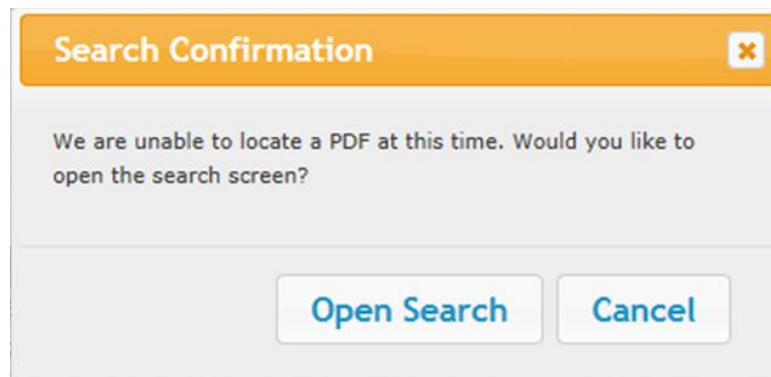 Search Confirmation
We are unable to locate a PDF at this time. Would you like to
open the search screen?
Open Search
Cancel